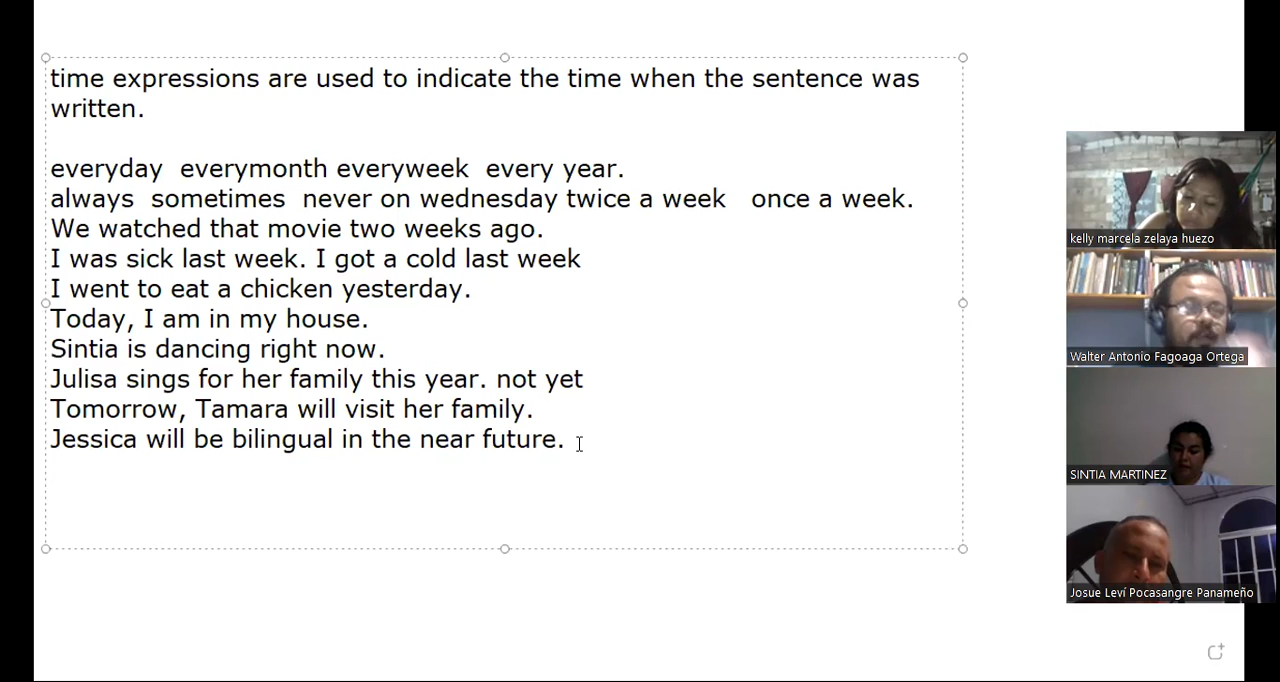 time expressions are used to indicate the time when the sentence was
written.
everyday  everymonth everyweek  every year.
always  sometimes  never on wednesday twice a week   once a week.
We watched that movie two weeks ago.
I was sick last week. I got a cold last week
I went to eat a chicken yesterday.
Today, I am in my house.
Sintia is dancing right now.
Julisa sings for her family this year. not yet
Tomorrow, Tamara will visit her family.
Jessica will be bilingual in the near future.
kelly marcela zelaya huezo
Walter Antonio Fagoaga Ortega
SINTIA MARTINEZ
Josue Leví Pocasangre Panameño